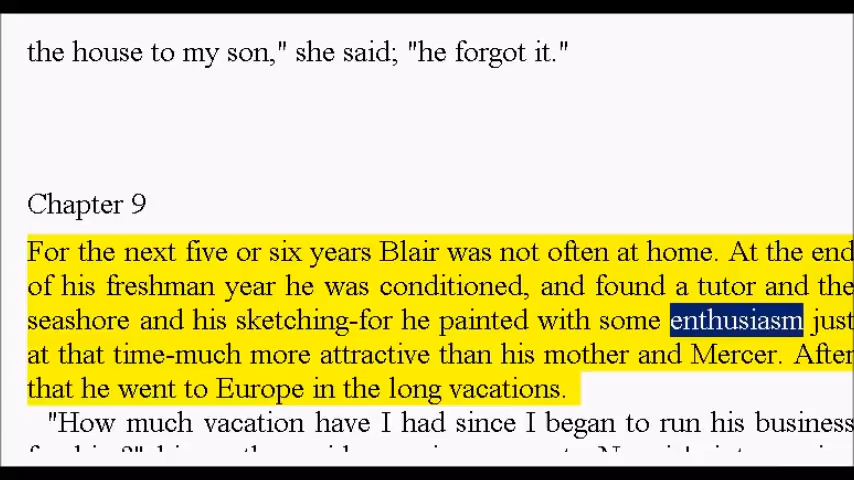 the house to my son," she said; "he forgot it."
Chapter 9
For the next five or six years Blair was not often at home. At the end
of his freshman year he was conditioned, and found a tutor and the
seashore and his sketching-for he painted with some enthusiasm just
at that time-much more attractive than his mother and Mercer. After
that he went to Europe in the long vacations.
"How much vacation have I had since I began to run his business